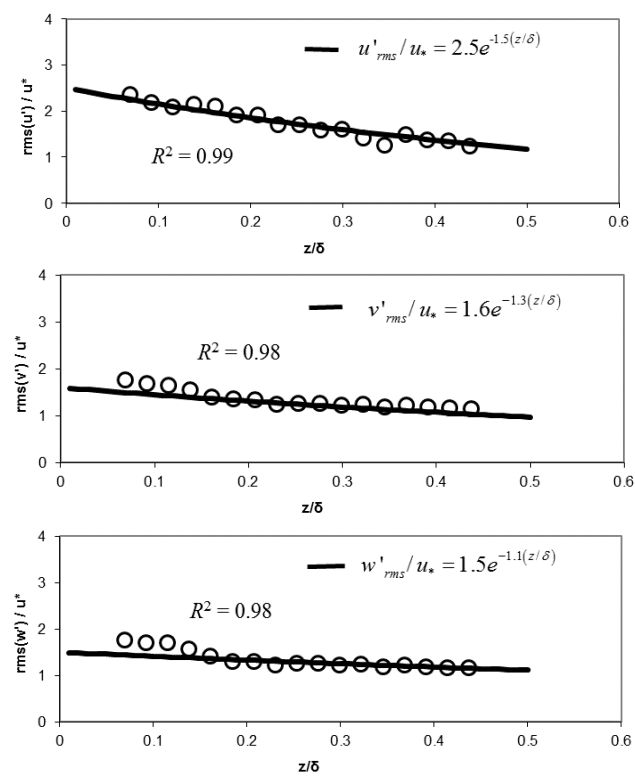 4
u'rms/u* = 2.5e^-1.5(z/δ)
3
rms(u') / u*
2
1
R² = 0.99
0
0 0.1 0.2 0.3 0.4 0.5 0.6
z/δ
4
v'rms/u* = 1.6e^-1.3(z/δ)
3
R² = 0.98
rms(v') / u*
2
1
0
0 0.1 0.2 0.3 0.4 0.5 0.6
z/δ
4
w'rms/u* = 1.5e^-1.1(z/δ)
3
R² = 0.98
rms(w') / u*
2
1
0
0 0.1 0.2 0.3 0.4 0.5 0.6
z/δ